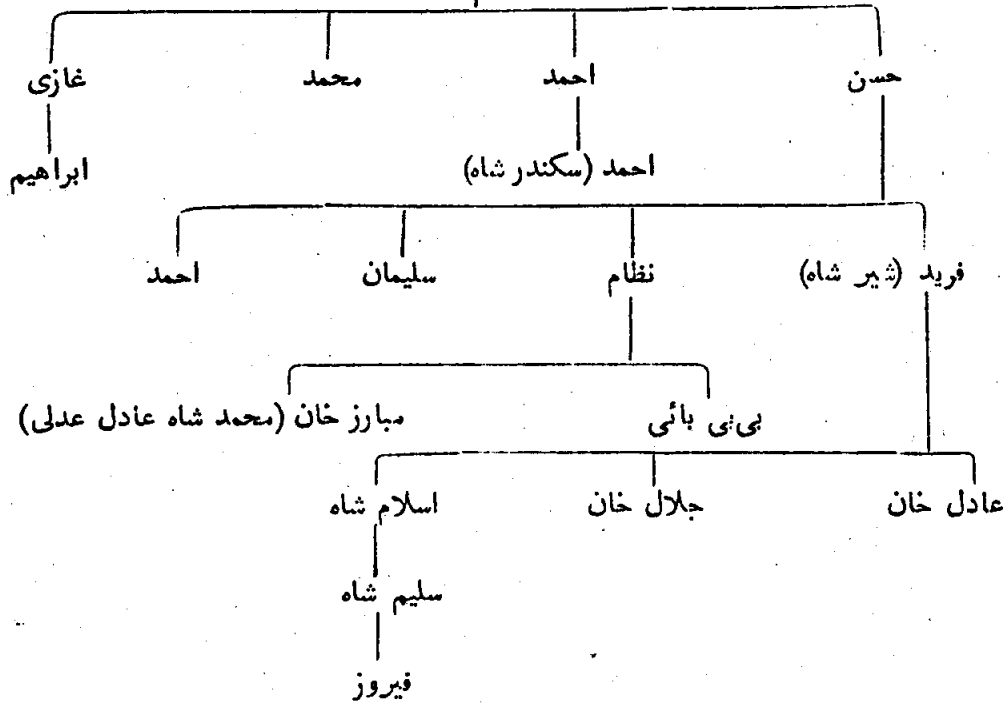 حسن احمد محمد غازی
احمد (سکندر شاه) ابراهیم
فرید (شیر شاه) نظام سلیمان احمد
بی‌بی بائی مبارز خان (محمد شاه عادل عدلی)
عادل خان جلال خان اسلام شاه
سلیم شاه
فیروز